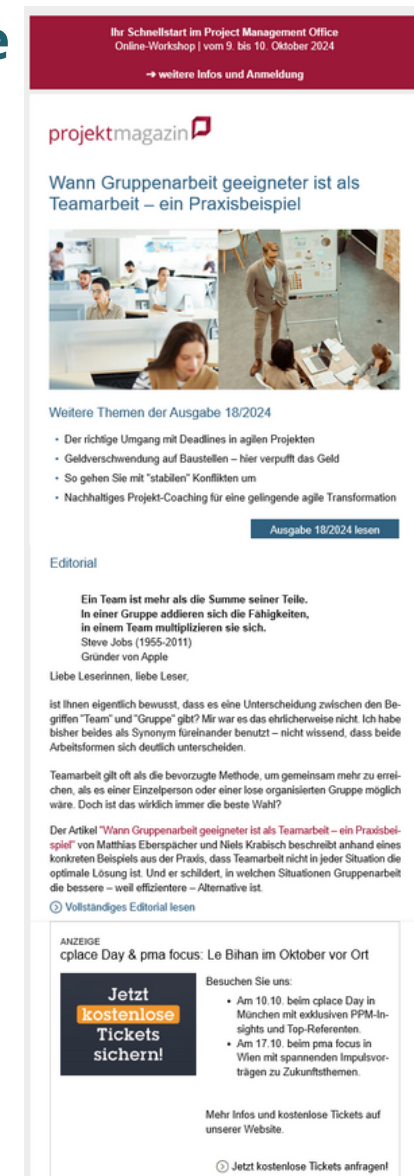 e
Ihr Schnellstart im Project Management Office
Online-Workshop | vom 9. bis 10. Oktober 2024
➔ weitere Infos und Anmeldung
projektmagazin
Wann Gruppenarbeit geeigneter ist als
Teamarbeit – ein Praxisbeispiel
Weitere Themen der Ausgabe 18/2024
• Der richtige Umgang mit Deadlines in agilen Projekten
• Geldverschwendung auf Baustellen – hier verpufft das Geld
• So gehen Sie mit "stabilen" Konflikten um
• Nachhaltiges Projekt-Coaching für eine gelingende agile Transformation
Ausgabe 18/2024 lesen
Editorial
Ein Team ist mehr als die Summe seiner Teile.
In einer Gruppe addieren sich die Fähigkeiten,
in einem Team multiplizieren sie sich.
Steve Jobs (1955-2011)
Gründer von Apple
Liebe Leserinnen, liebe Leser,
ist Ihnen eigentlich bewusst, dass es eine Unterscheidung zwischen den Be-
griffen "Team" und "Gruppe" gibt? Mir war es das ehrlicherweise nicht. Ich habe
bisher beides als Synonym füreinander benutzt – nicht wissend, dass beide
Arbeitsformen sich deutlich unterscheiden.
Teamarbeit gilt oft als die bevorzugte Methode, um gemeinsam mehr zu errei-
chen, als es einer Einzelperson oder einer lose organisierten Gruppe möglich
wäre. Doch ist das wirklich immer die beste Wahl?
Der Artikel "Wann Gruppenarbeit geeigneter ist als Teamarbeit – ein Praxisbei-
spiel" von Matthias Eberspächer und Niels Krabisch beschreibt anhand eines
konkreten Beispiels aus der Praxis, dass Teamarbeit nicht in jeder Situation die
optimale Lösung ist. Und er schildert, in welchen Situationen Gruppenarbeit
die bessere – weil effizientere – Alternative ist.
Vollständiges Editorial lesen
ANZEIGE
cplace Day & pma focus: Le Bihan im Oktober vor Ort
Jetzt
kostenlose
Tickets
sichern!
Besuchen Sie uns:
• Am 10.10. beim cplace Day in
München mit exklusiven PPM-In-
sights und Top-Referenten.
• Am 17.10. beim pma focus in
Wien mit spannenden Impulsvor-
trägen zu Zukunftsthemen.
Mehr Infos und kostenlose Tickets auf
unserer Website.
Jetzt kostenlose Tickets anfragen!